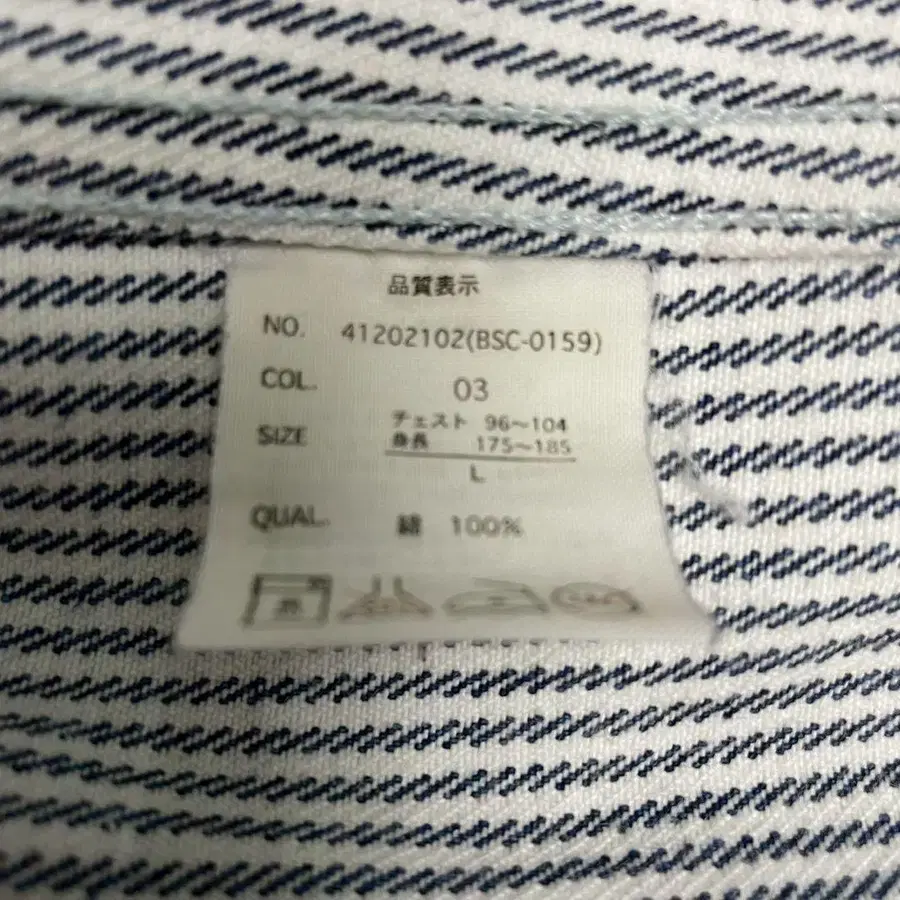 品質表示
NO. 41202102(BSC-0159)
COL. 03
SIZE チェスト 96〜104
身長 175〜185
L
QUAL. 綿 100%